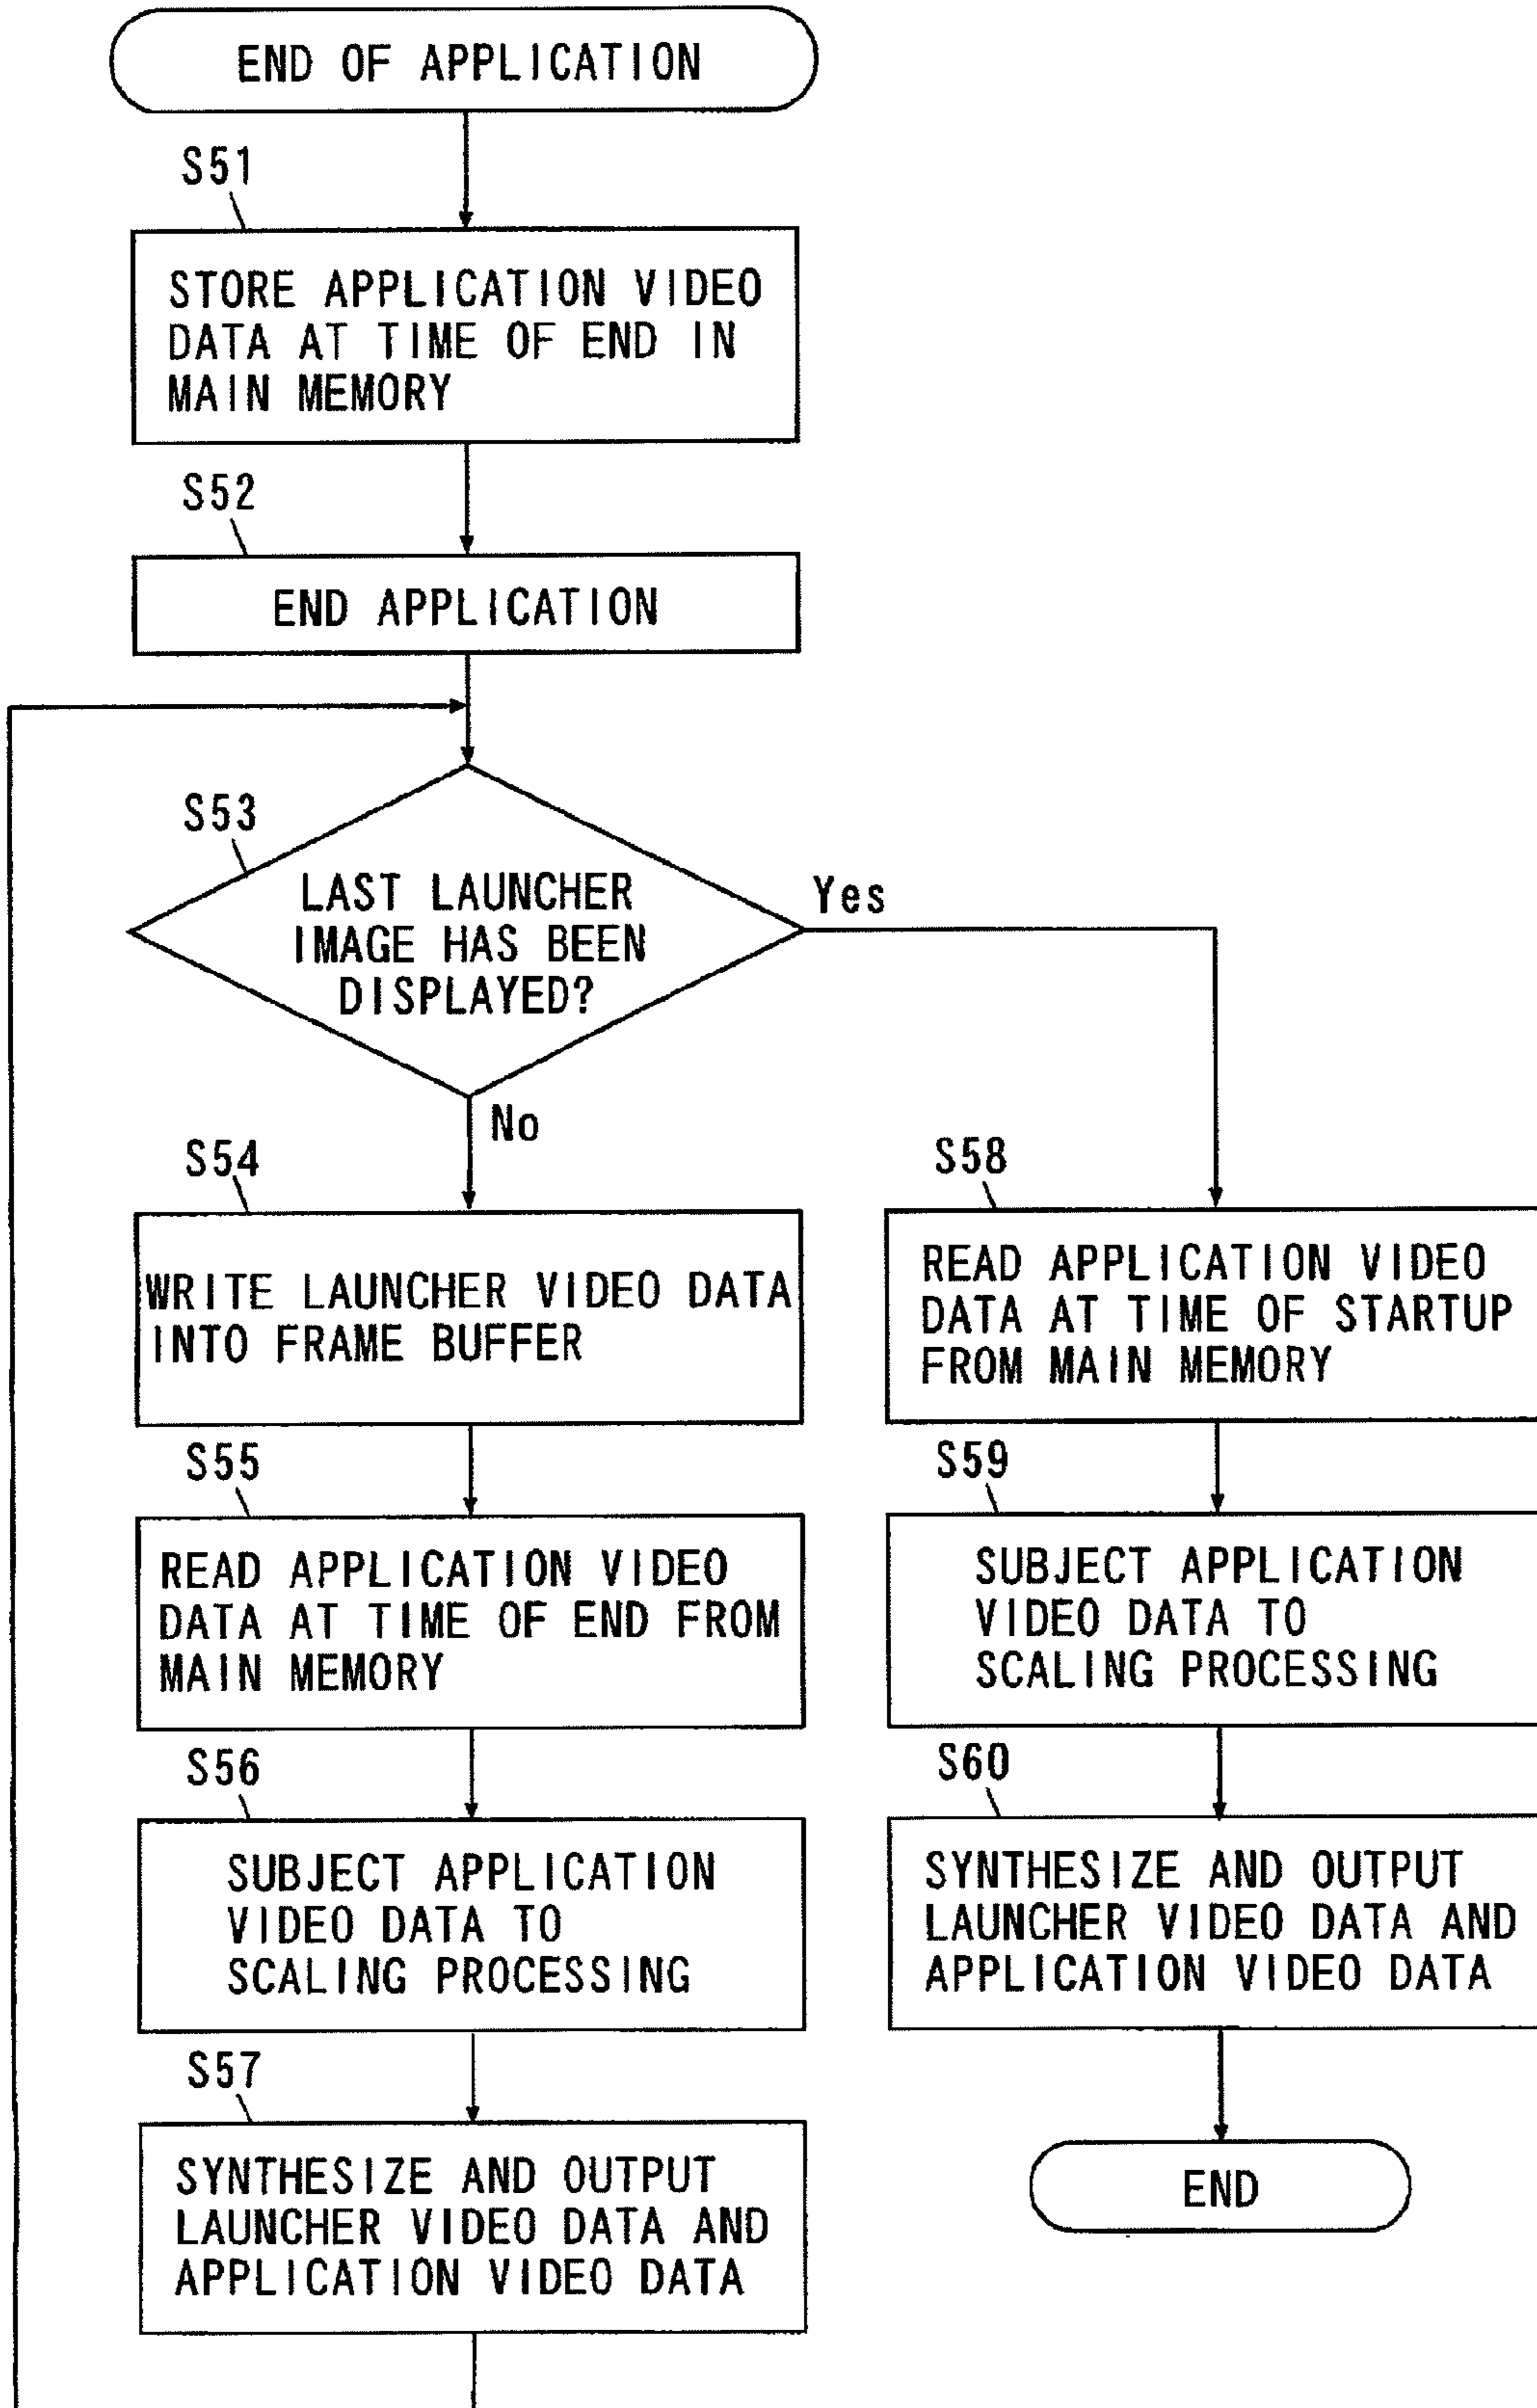 END OF APPLICATION
S51
STORE APPLICATION VIDEO
DATA AT TIME OF END IN
MAIN MEMORY
S52
END APPLICATION
S53
LAST LAUNCHER
IMAGE HAS BEEN
DISPLAYED?
Yes
No
S54
WRITE LAUNCHER VIDEO DATA
INTO FRAME BUFFER
S55
READ APPLICATION VIDEO
DATA AT TIME OF END FROM
MAIN MEMORY
S56
SUBJECT APPLICATION
VIDEO DATA TO
SCALING PROCESSING
S57
SYNTHESIZE AND OUTPUT
LAUNCHER VIDEO DATA AND
APPLICATION VIDEO DATA
S58
READ APPLICATION VIDEO
DATA AT TIME OF STARTUP
FROM MAIN MEMORY
S59
SUBJECT APPLICATION
VIDEO DATA TO
SCALING PROCESSING
S60
SYNTHESIZE AND OUTPUT
LAUNCHER VIDEO DATA AND
APPLICATION VIDEO DATA
END